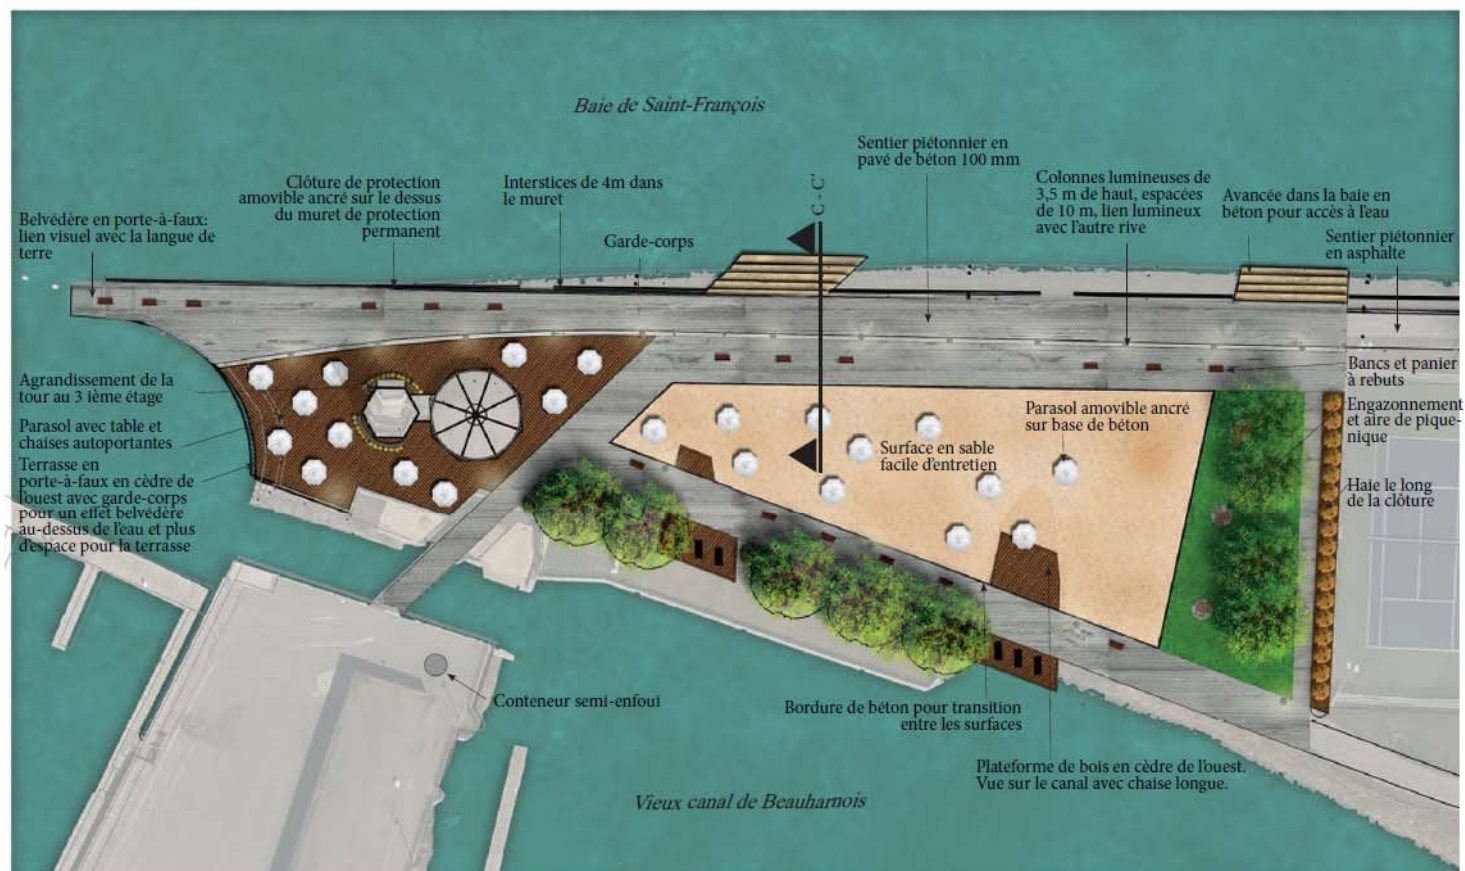 Baie de Saint-François
Sentier piétonnier en
pavé de béton 100 mm
Clôture de protection
amovible ancré sur le dessus
du muret de protection
permanent
Interstices de 4m dans
le muret
C - C'
Colonnes lumineuses de
3,5 m de haut, espacées
de 10 m, lien lumineux
avec l'autre rive
Avancée dans la baie en
béton pour accès à l'eau
Belvédère en porte-à-faux:
lien visuel avec la langue de
terre
Garde-corps
Sentier piétonnier
en asphalte
Agrandissement de la
tour au 3 ième étage
Parasol avec table et
chaises autoportantes
Terrasse en
porte-à-faux en cèdre de
l'ouest avec garde-corps
pour un effet belvédère
au-dessus de l'eau et plus
d'espace pour la terrasse
Bancs et panier
à rebuts
Engazonnement
et aire de pique-
nique
Parasol amovible ancré
sur base de béton
Surface en sable
facile d'entretien
Haie le long
de la clôture
Conteneur semi-enfoui
Bordure de béton pour transition
entre les surfaces
Plateforme de bois en cèdre de l'ouest.
Vue sur le canal avec chaise longue.
Vieux canal de Beauharnois